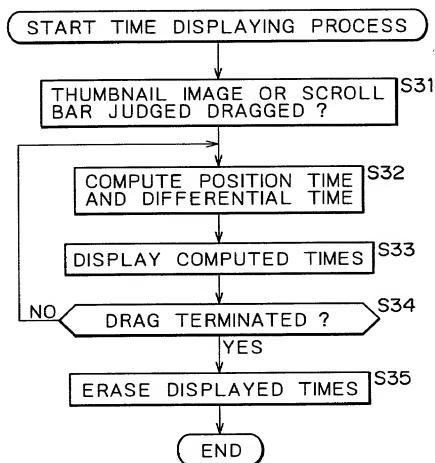 START TIME DISPLAYING PROCESS
S31
THUMBNAIL IMAGE OR SCROLL
BAR JUDGED DRAGGED ?
S32
COMPUTE POSITION TIME
AND DIFFERENTIAL TIME
S33
DISPLAY COMPUTED TIMES
S34
NO
DRAG TERMINATED ?
YES
S35
ERASE DISPLAYED TIMES
END